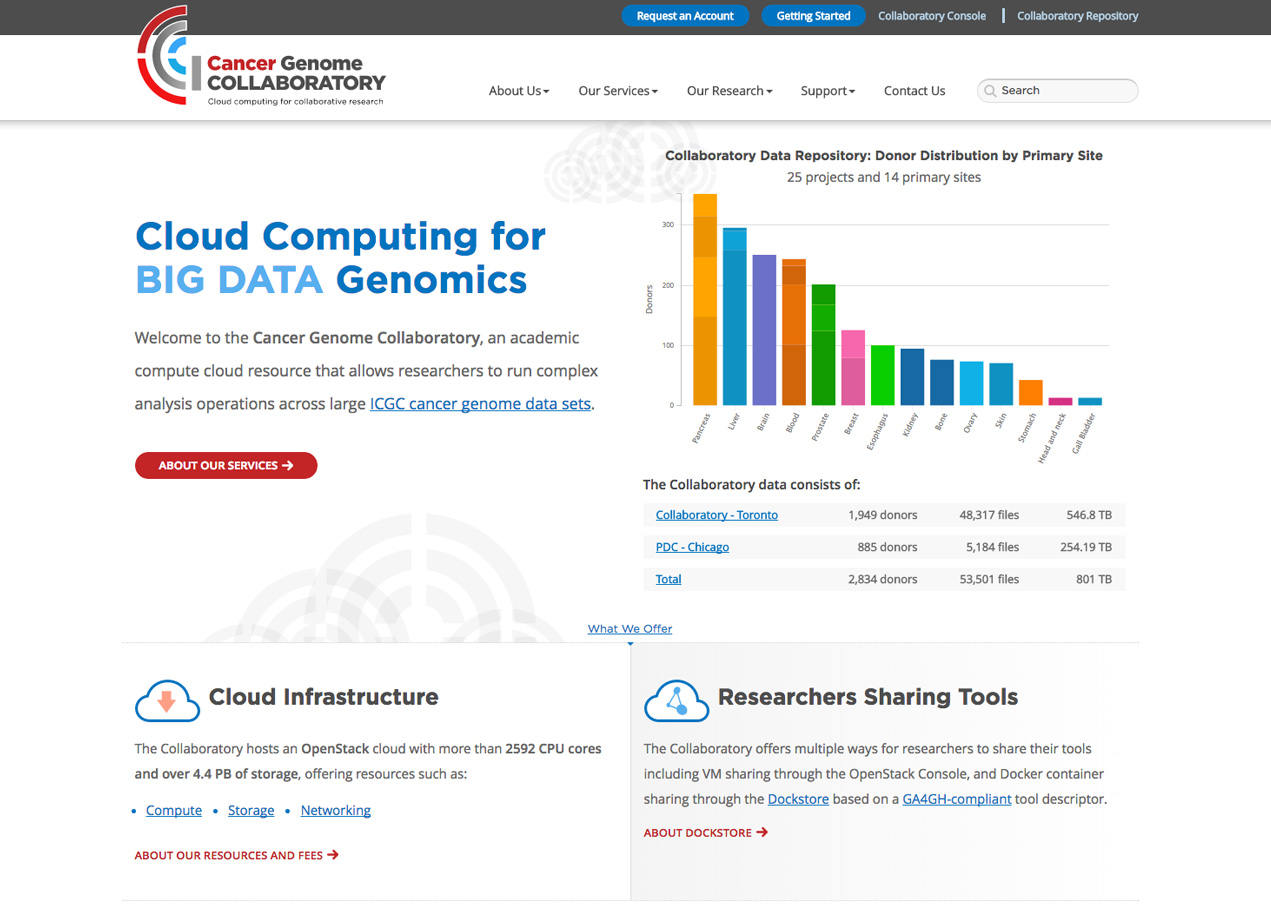 Request an Account
Getting Started
Collaboratory Console
Collaboratory Repository
Cancer Genome
COLLABORATORY
Cloud computing for collaborative research
About Us
Our Services
Our Research
Support
Contact Us
Search
Cloud Computing for
BIG DATA Genomics
Welcome to the Cancer Genome Collaboratory, an academic
compute cloud resource that allows researchers to run complex
analysis operations across large ICGC cancer genome data sets.
ABOUT OUR SERVICES
Collaboratory Data Repository: Donor Distribution by Primary Site
25 projects and 14 primary sites
Donors
300
200
100
0
Pancreas
Liver
Brain
Blood
Prostate
Breast
Esophagus
Kidney
Bone
Ovary
Skin
Stomach
Head and neck
Gall Bladder
The Collaboratory data consists of:
Collaboratory - Toronto 1,949 donors 48,317 files 546.8 TB
PDC - Chicago 885 donors 5,184 files 254.19 TB
Total 2,834 donors 53,501 files 801 TB
What We Offer
Cloud Infrastructure
The Collaboratory hosts an OpenStack cloud with more than 2592 CPU cores
and over 4.4 PB of storage, offering resources such as:
• Compute • Storage • Networking
ABOUT OUR RESOURCES AND FEES
Researchers Sharing Tools
The Collaboratory offers multiple ways for researchers to share their tools
including VM sharing through the OpenStack Console, and Docker container
sharing through the Dockstore based on a GA4GH-compliant tool descriptor.
ABOUT DOCKSTORE